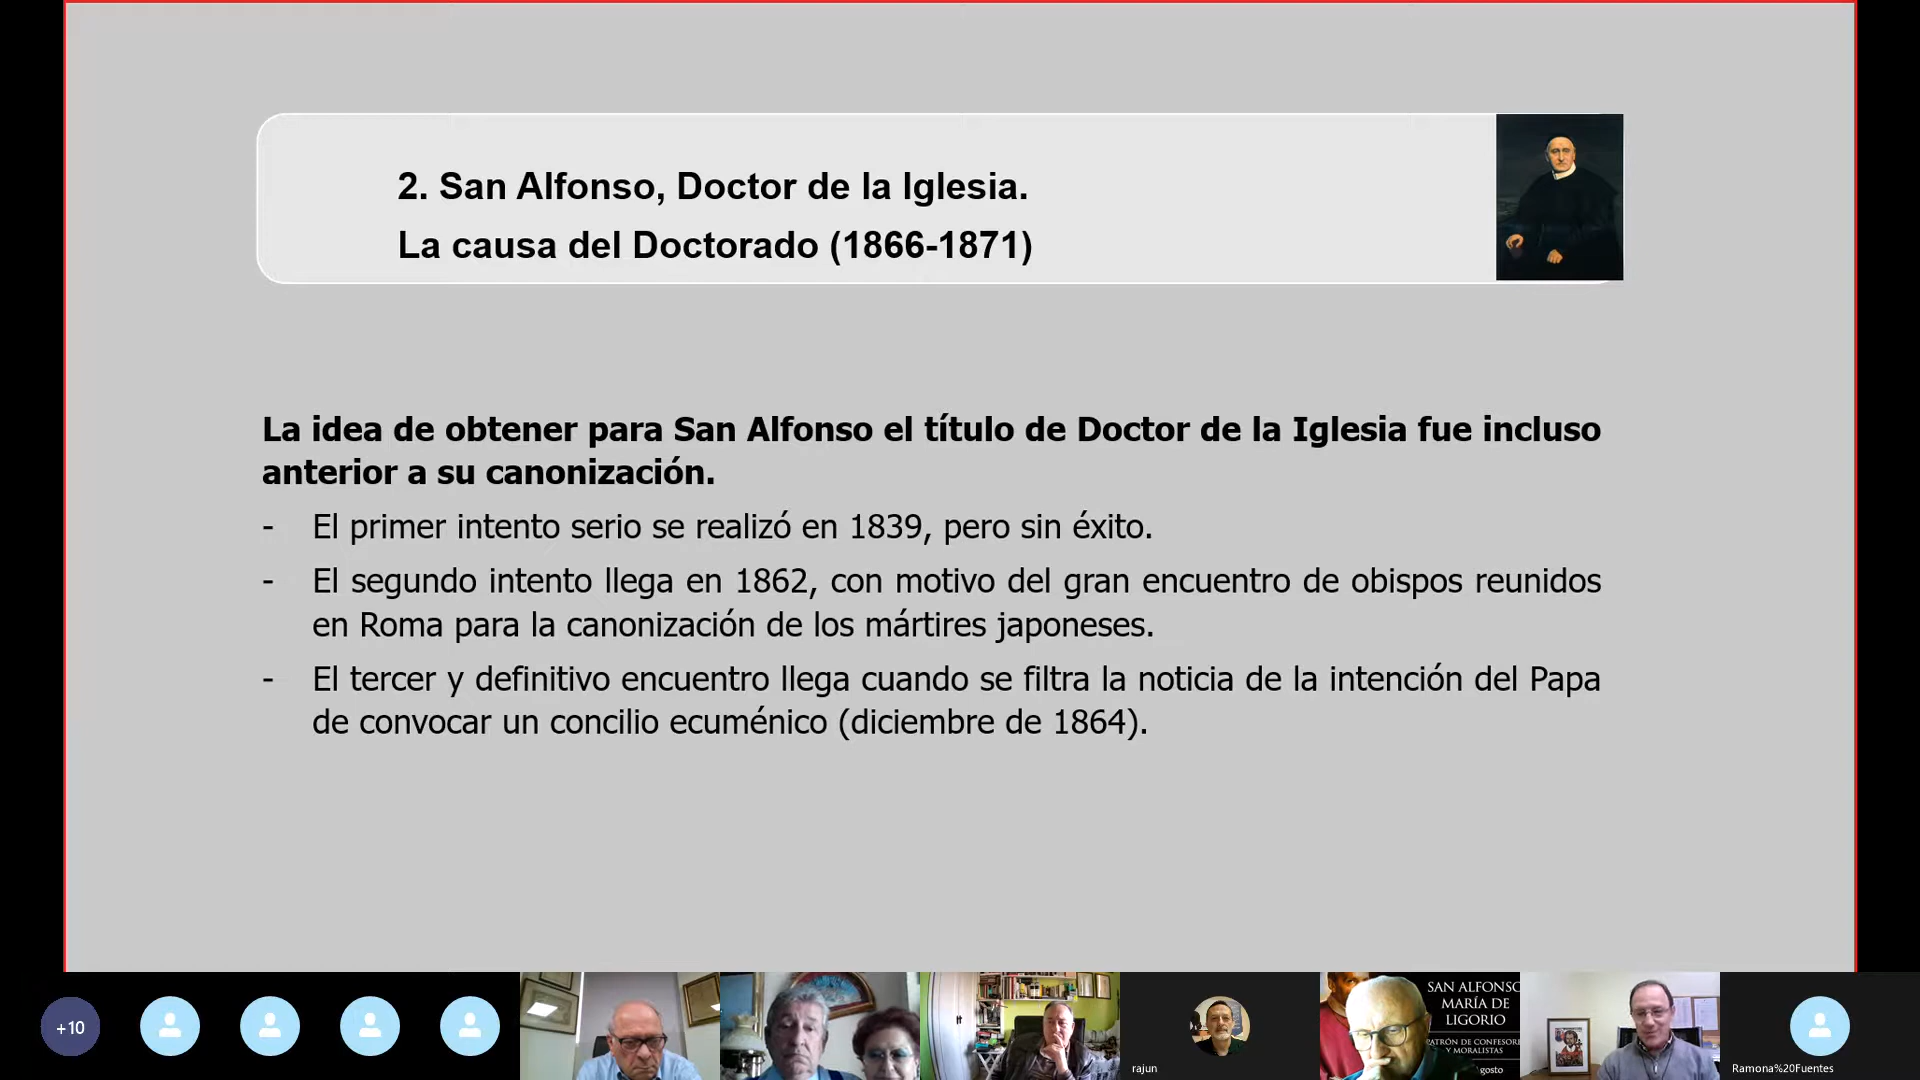 2. San Alfonso, Doctor de la Iglesia.
La causa del Doctorado (1866-1871)
La idea de obtener para San Alfonso el título de Doctor de la Iglesia fue incluso
anterior a su canonización.
- El primer intento serio se realizó en 1839, pero sin éxito.
- El segundo intento llega en 1862, con motivo del gran encuentro de obispos reunidos
en Roma para la canonización de los mártires japoneses.
- El tercer y definitivo encuentro llega cuando se filtra la noticia de la intención del Papa
de convocar un concilio ecuménico (diciembre de 1864).
+10
rajun
SAN ALFONSO
MARÍA DE
LIGORIO
PATRÓN DE CONFESORE
Y MORALISTAS
agosto
Ramona%20Fuentes